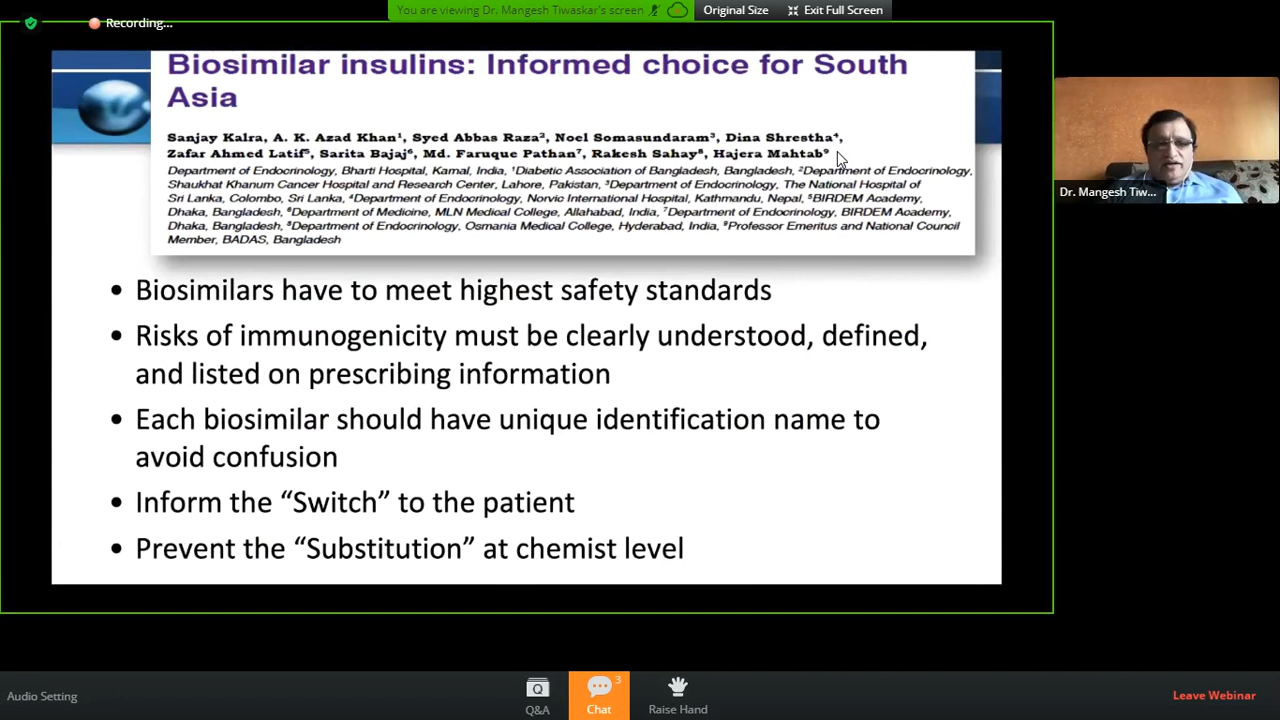 You are viewing Dr. Mangesh Tiwaskar's screen
Original Size
Exit Full Screen
Recording...
Biosimilar insulins: Informed choice for South
Asia
Sanjay Kalra, A. K. Azad Khan¹, Syed Abbas Raza², Noel Somasundaram³, Dina Shrestha⁴,
Zafar Ahmed Latif⁵, Sarita Bajaj⁶, Md. Faruque Pathan⁷, Rakesh Sahay⁸, Hajera Mahtab⁹
Department of Endocrinology, Bharti Hospital, Karnal, India, ¹Diabetic Association of Bangladesh, Bangladesh, ²Department of Endocrinology,
Shaukhat Khanum Cancer Hospital and Research Center, Lahore, Pakistan, ³Department of Endocrinology, The National Hospital of
Sri Lanka, Colombo, Sri Lanka, ⁴Department of Endocrinology, Norvic International Hospital, Kathmandu, Nepal, ⁵BIRDEM Academy,
Dhaka, Bangladesh, ⁶Department of Medicine, MLN Medical College, Allahabad, India, ⁷Department of Endocrinology, BIRDEM Academy,
Dhaka, Bangladesh, ⁸Department of Endocrinology, Osmania Medical College, Hyderabad, India, ⁹Professor Emeritus and National Council
Member, BADAS, Bangladesh
• Biosimilars have to meet highest safety standards
• Risks of immunogenicity must be clearly understood, defined,
and listed on prescribing information
• Each biosimilar should have unique identification name to
avoid confusion
• Inform the “Switch” to the patient
• Prevent the “Substitution” at chemist level
Dr. Mangesh Tiw...
Audio Setting
Q&A
3
Chat
Raise Hand
Leave Webinar